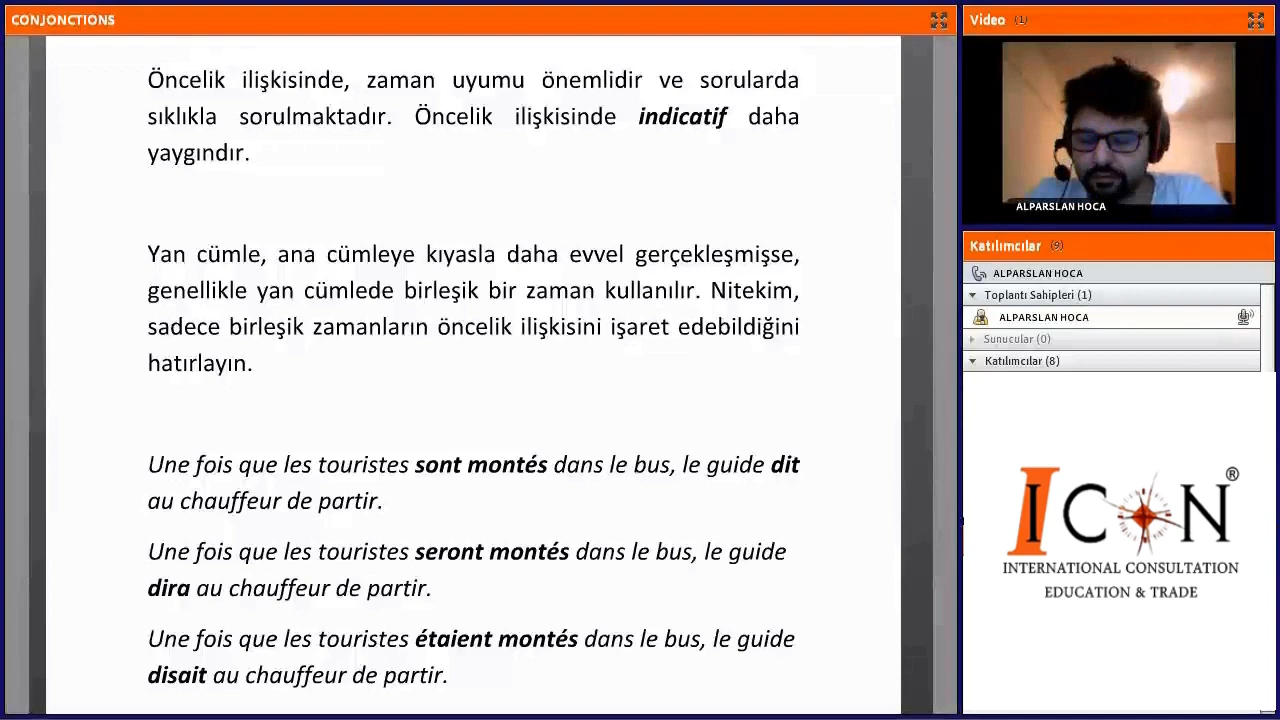 CONJONCTIONS
Öncelik ilişkisinde, zaman uyumu önemlidir ve sorularda
sıklıkla sorulmaktadır. Öncelik ilişkisinde indicatif daha
yaygındır.
Yan cümle, ana cümleye kıyasla daha evvel gerçekleşmişse,
genellikle yan cümlede birleşik bir zaman kullanılır. Nitekim,
sadece birleşik zamanların öncelik ilişkisini işaret edebildiğini
hatırlayın.
Une fois que les touristes sont montés dans le bus, le guide dit
au chauffeur de partir.
Une fois que les touristes seront montés dans le bus, le guide
dira au chauffeur de partir.
Une fois que les touristes étaient montés dans le bus, le guide
disait au chauffeur de partir.
Video (1)
ALPARSLAN HOCA
Katılımcılar (9)
ALPARSLAN HOCA
Toplantı Sahipleri (1)
ALPARSLAN HOCA
Sunucular (0)
Katılımcılar (8)
ICON ®
INTERNATIONAL CONSULTATION
EDUCATION & TRADE